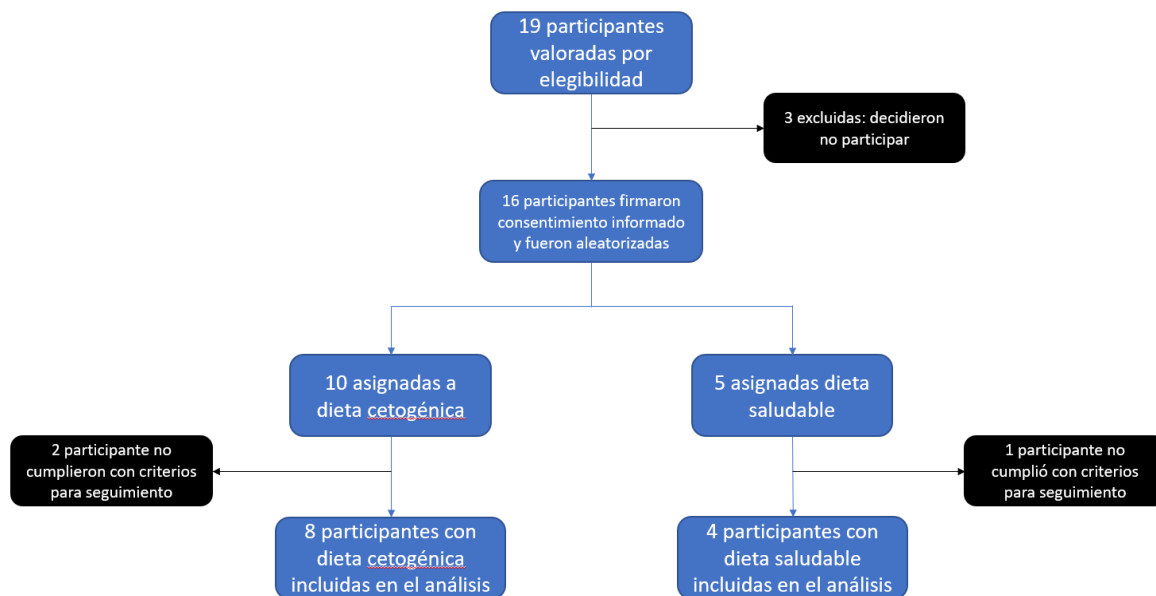 19 participantes
valoradas por
elegibilidad
3 excluidas: decidieron
no participar
16 participantes firmaron
consentimiento informado
y fueron aleatorizadas
10 asignadas a
dieta cetogénica
5 asignadas dieta
saludable
2 participante no
cumplieron con criterios
para seguimiento
1 participante no
cumplió con criterios
para seguimiento
8 participantes con
dieta cetogénica
incluidas en el análisis
4 participantes con
dieta saludable
incluidas en el análisis